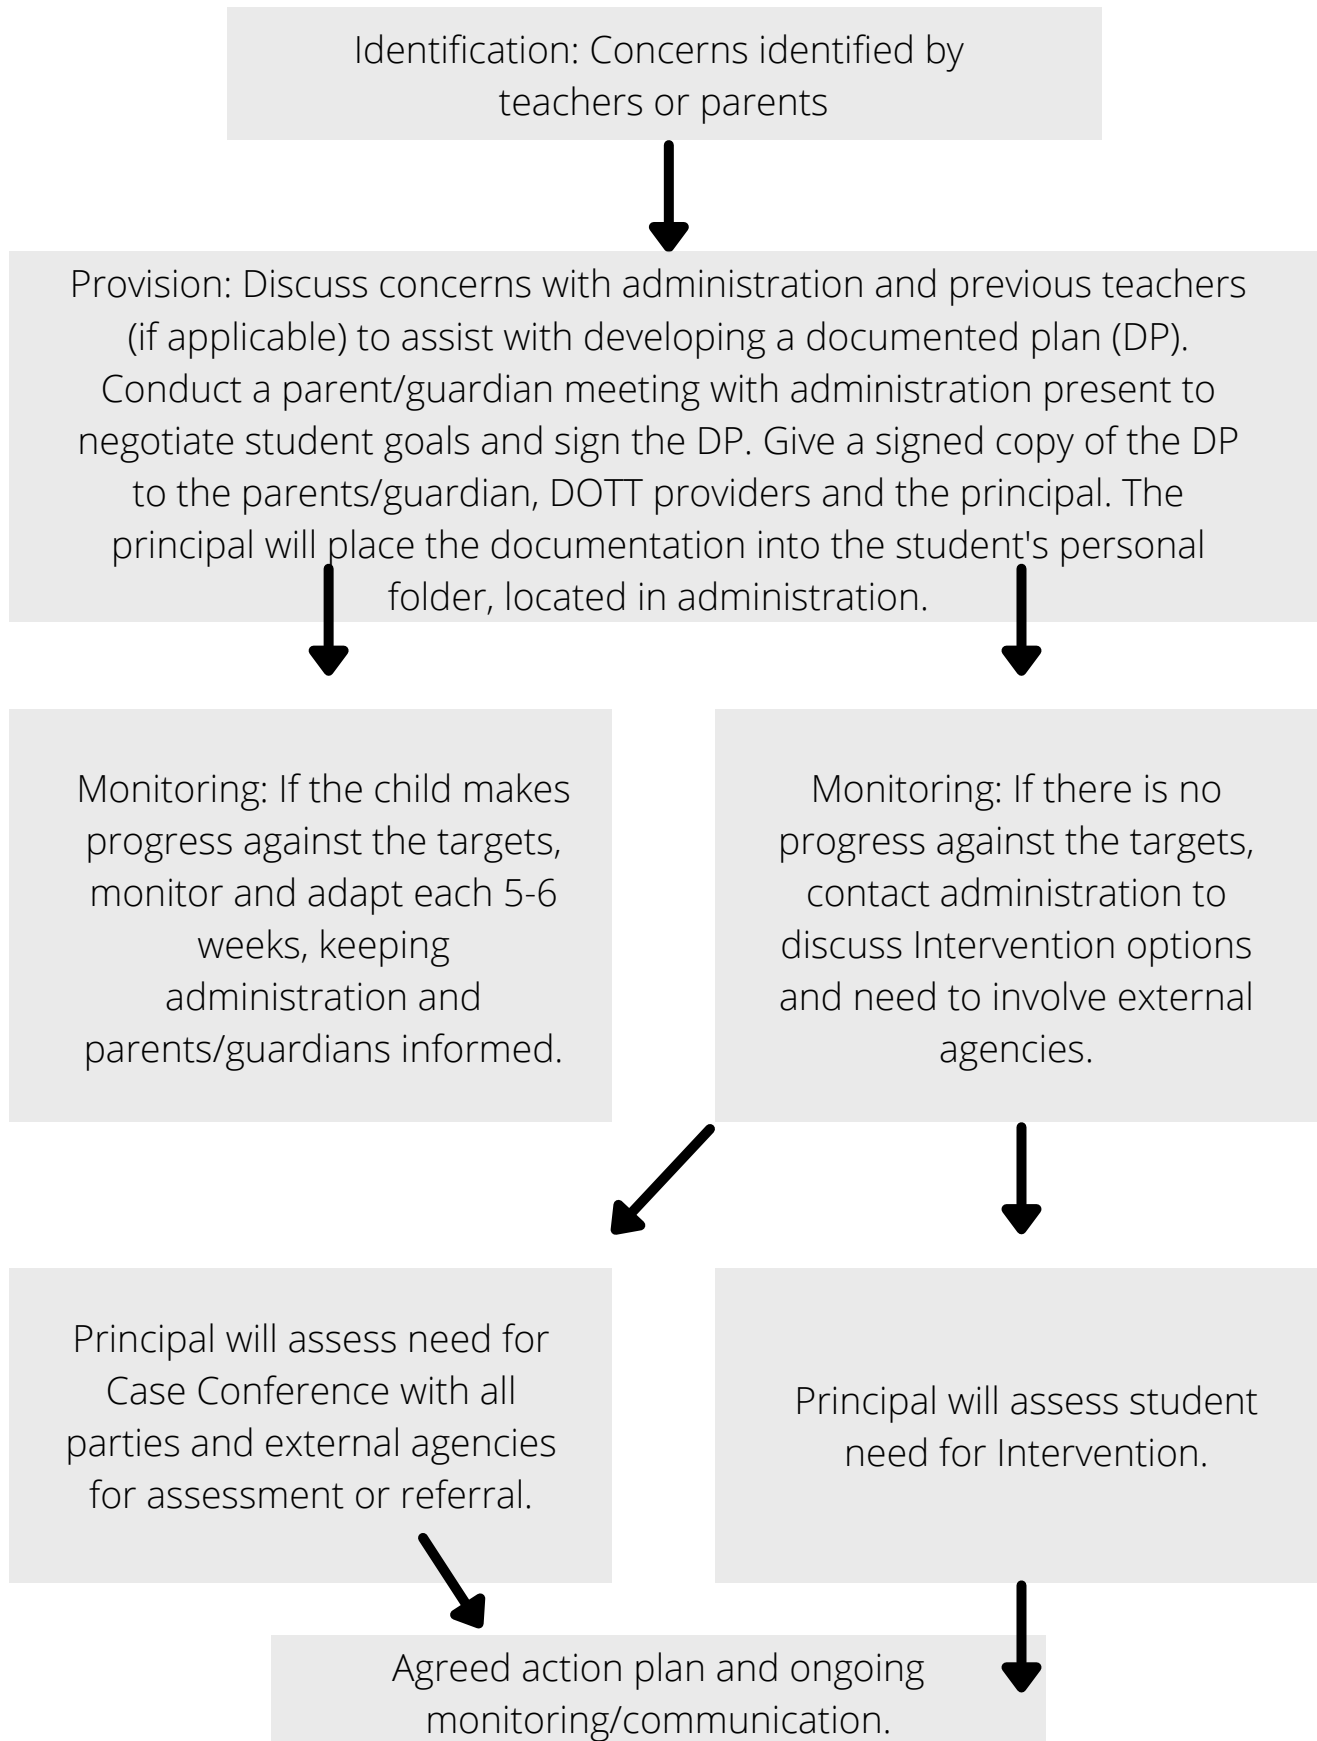 Identification: Concerns identified by
teachers or parents
Provision: Discuss concerns with administration and previous teachers
(if applicable) to assist with developing a documented plan (DP).
Conduct a parent/guardian meeting with administration present to
negotiate student goals and sign the DP. Give a signed copy of the DP
to the parents/guardian, DOTT providers and the principal. The
principal will place the documentation into the student's personal
folder, located in administration.
Monitoring: If the child makes
progress against the targets,
monitor and adapt each 5-6
weeks, keeping
administration and
parents/guardians informed.
Monitoring: If there is no
progress against the targets,
contact administration to
discuss Intervention options
and need to involve external
agencies.
Principal will assess need for
Case Conference with all
parties and external agencies
for assessment or referral.
Principal will assess student
need for Intervention.
Agreed action plan and ongoing
monitoring/communication.